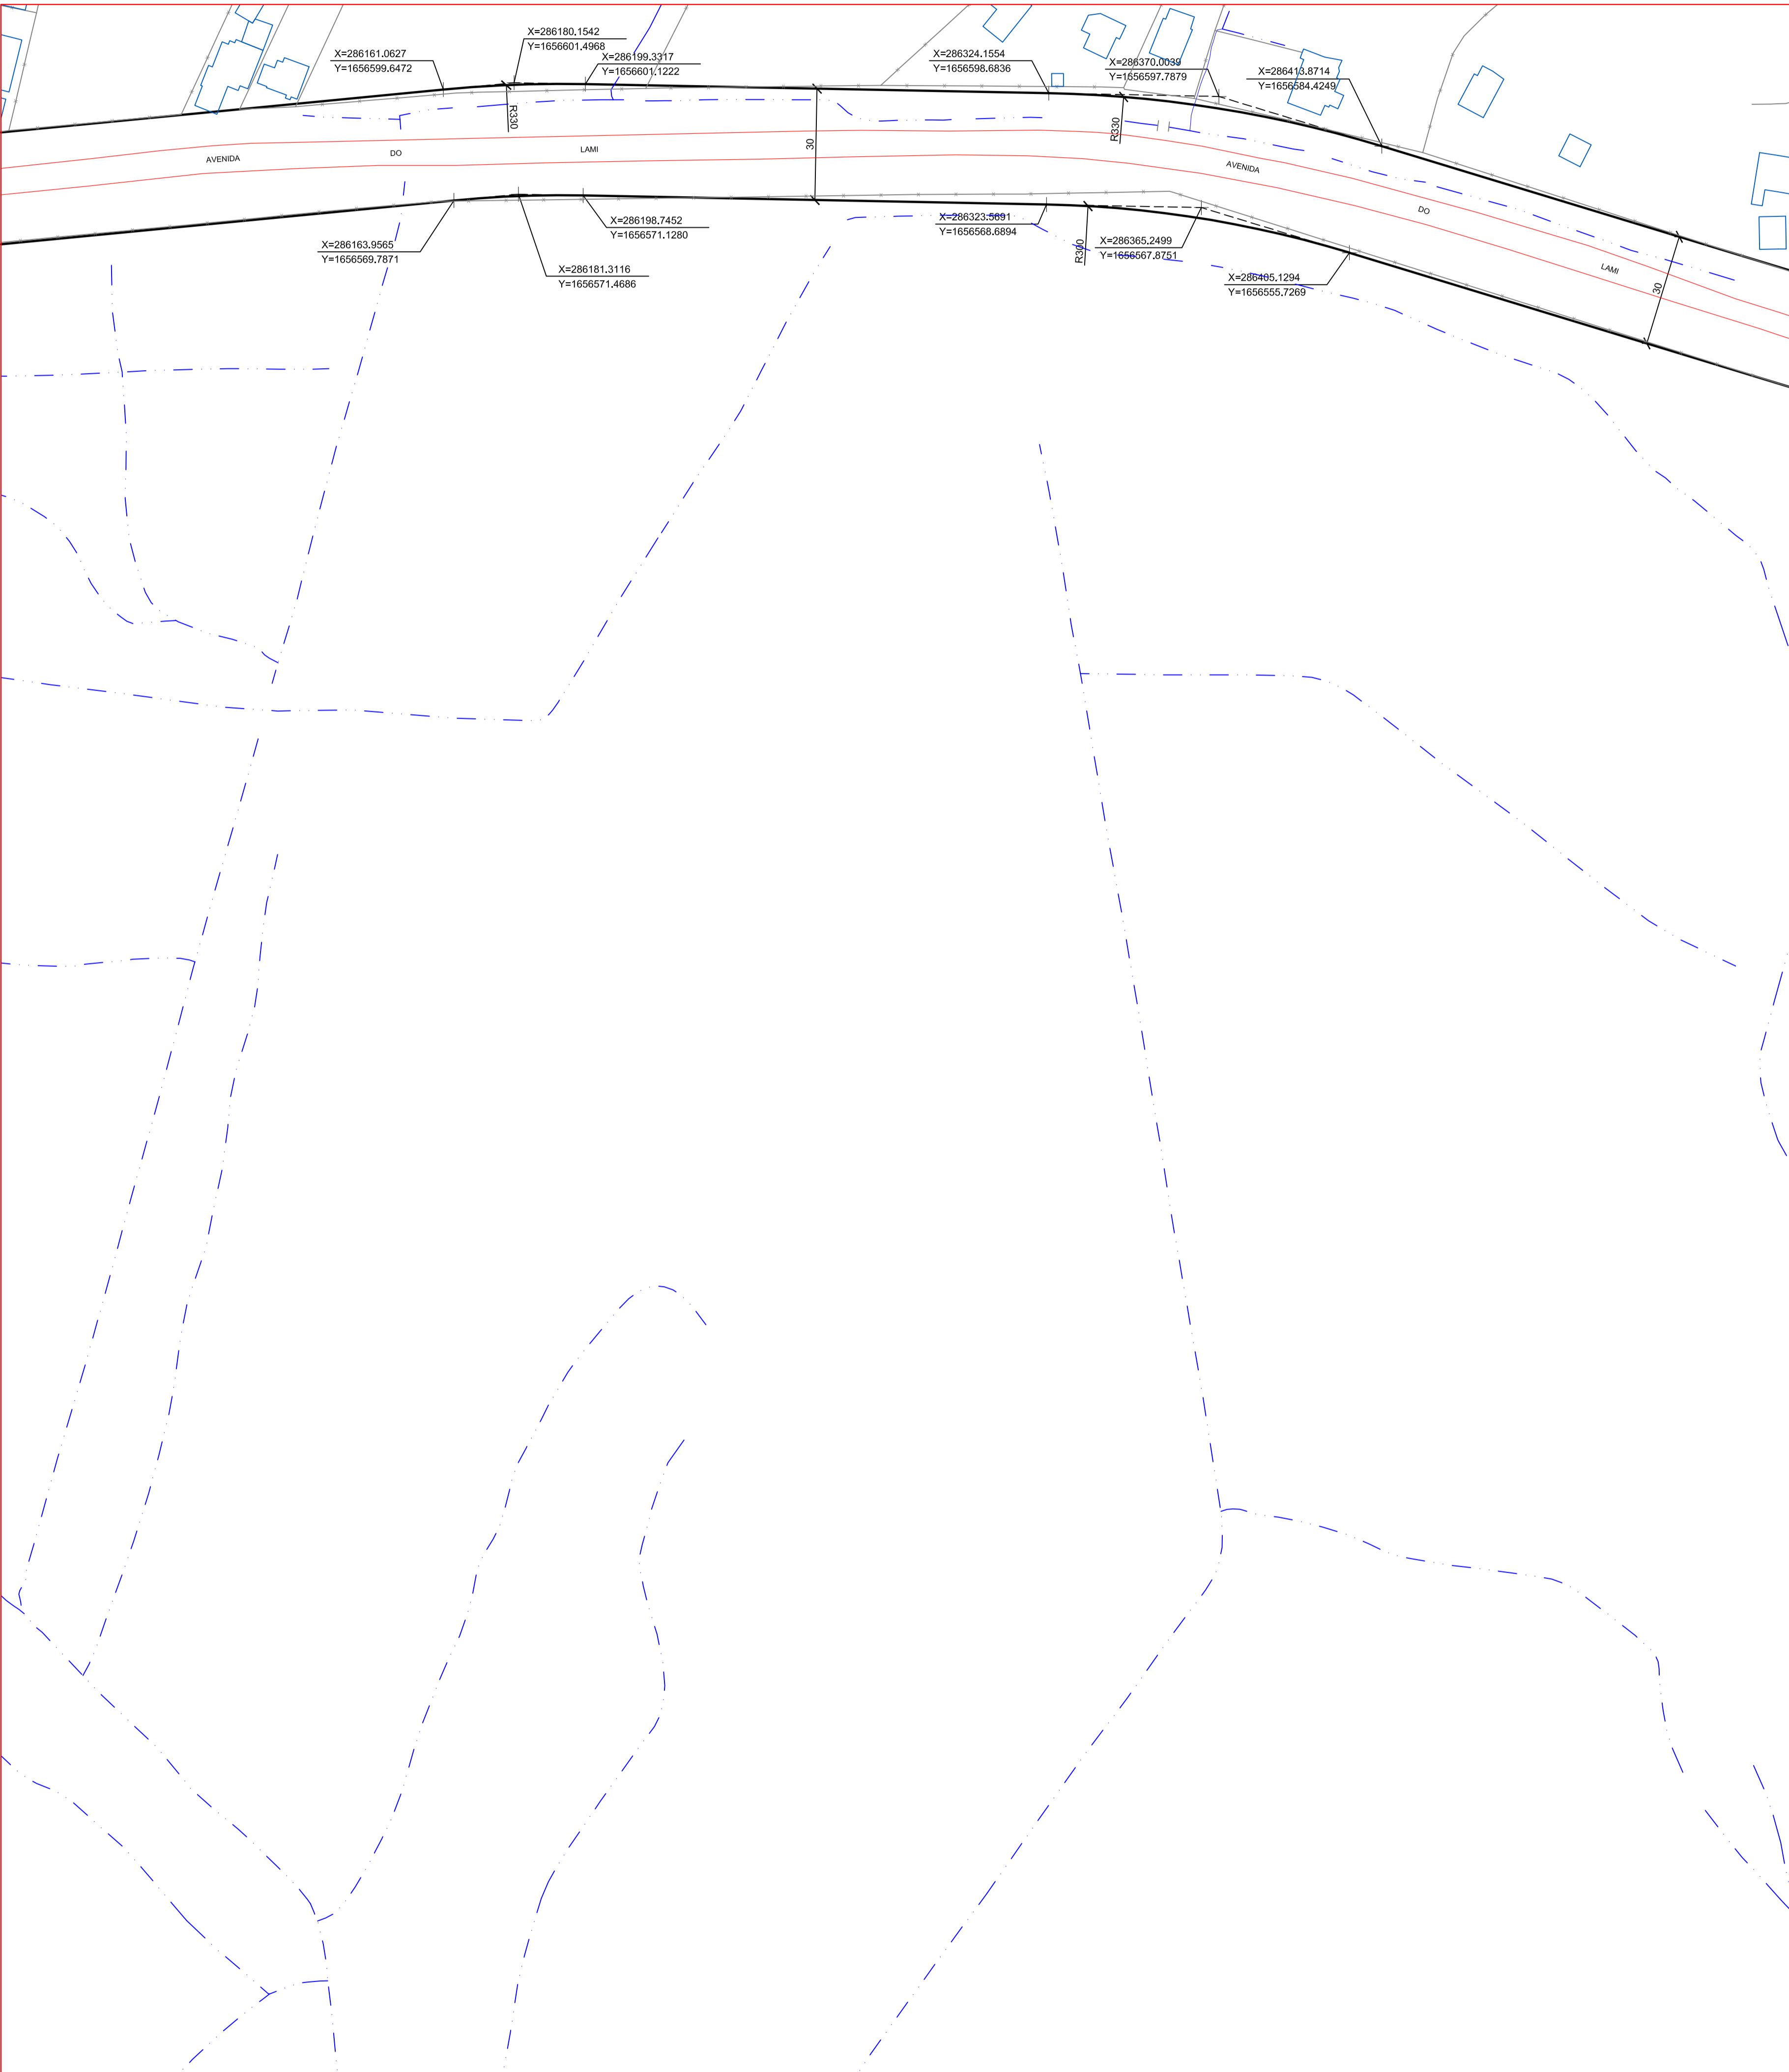 X=286180.1542
Y=1656601.4968
X=286161.0627
Y=1656599.6472
X=286199.3317
Y=1656601.1222
X=286324.1554
Y=1656598.6836
X=286370.0039
Y=1656597.7879
X=286413.8714
Y=1656584.4249
R330
30
R330
AVENIDA
DO
LAMI
AVENIDA
DO
LAMI
30
X=286163.9565
Y=1656569.7871
X=286198.7452
Y=1656571.1280
X=286181.3116
Y=1656571.4686
X=286323.5691
Y=1656568.6894
R300
X=286365.2499
Y=1656567.8751
X=286405.1294
Y=1656555.7269